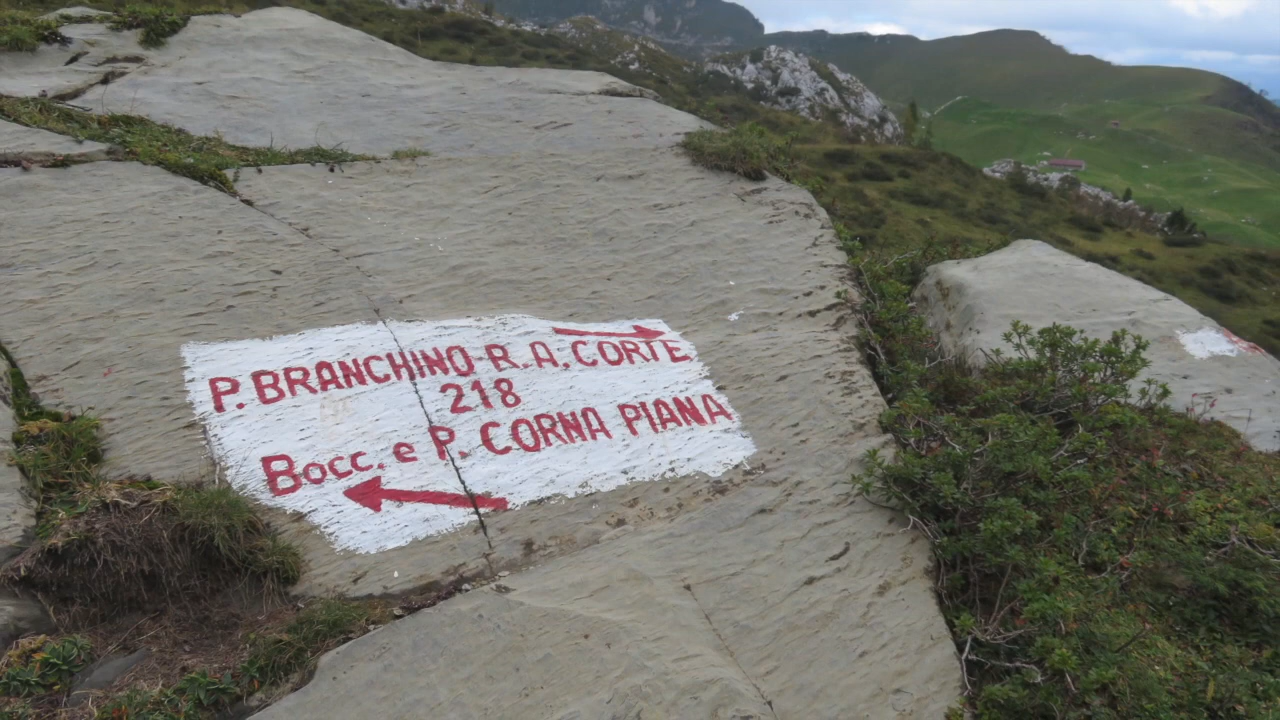 P. BRANCHINO - R. A. CORTE
218
Bocc. e P. CORNA PIANA